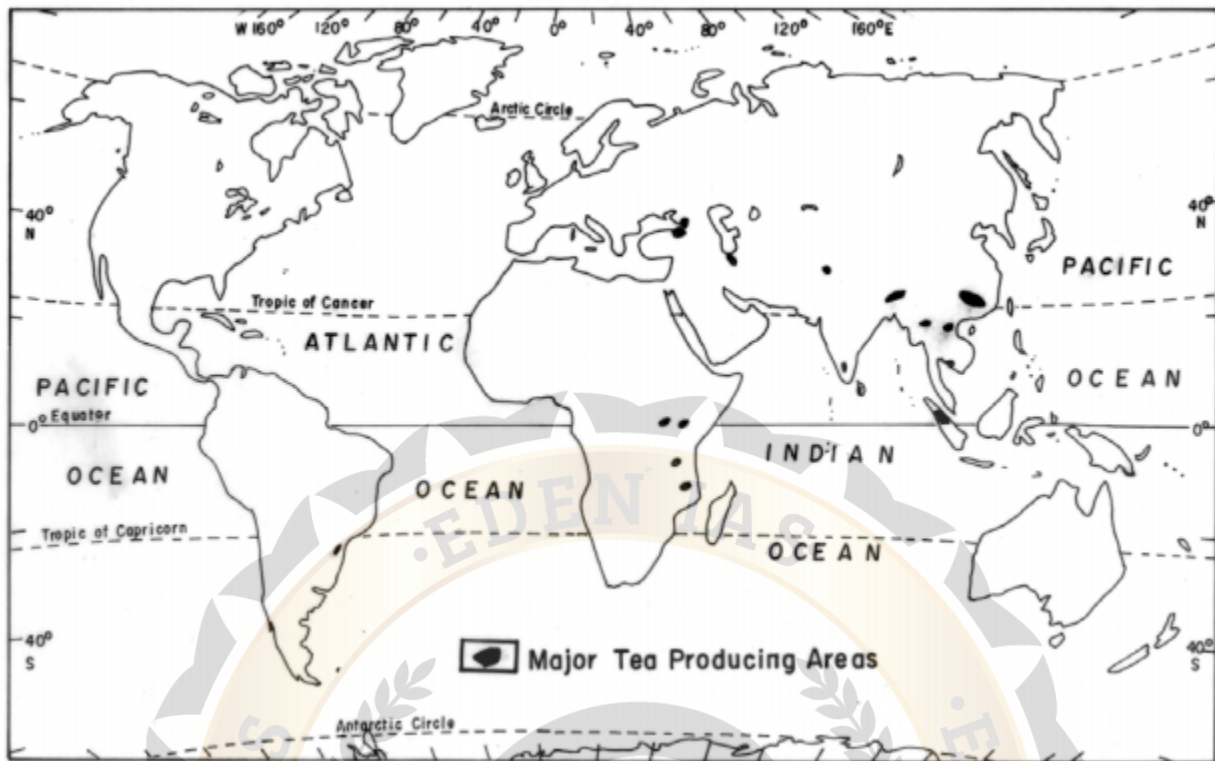 W 160° 120° 80° 40° 0° 40° 80° 120° 160°E
Arctic Circle
40°
N
40°
N
PACIFIC
Tropic of Cancer
ATLANTIC
PACIFIC
OCEAN
0° Equator
0°
INDIAN
OCEAN
OCEAN
·EDEN IAS·
Tropic of Capricorn
OCEAN
40°
S
40°
S
Major Tea Producing Areas
Antarctic Circle
S
·E